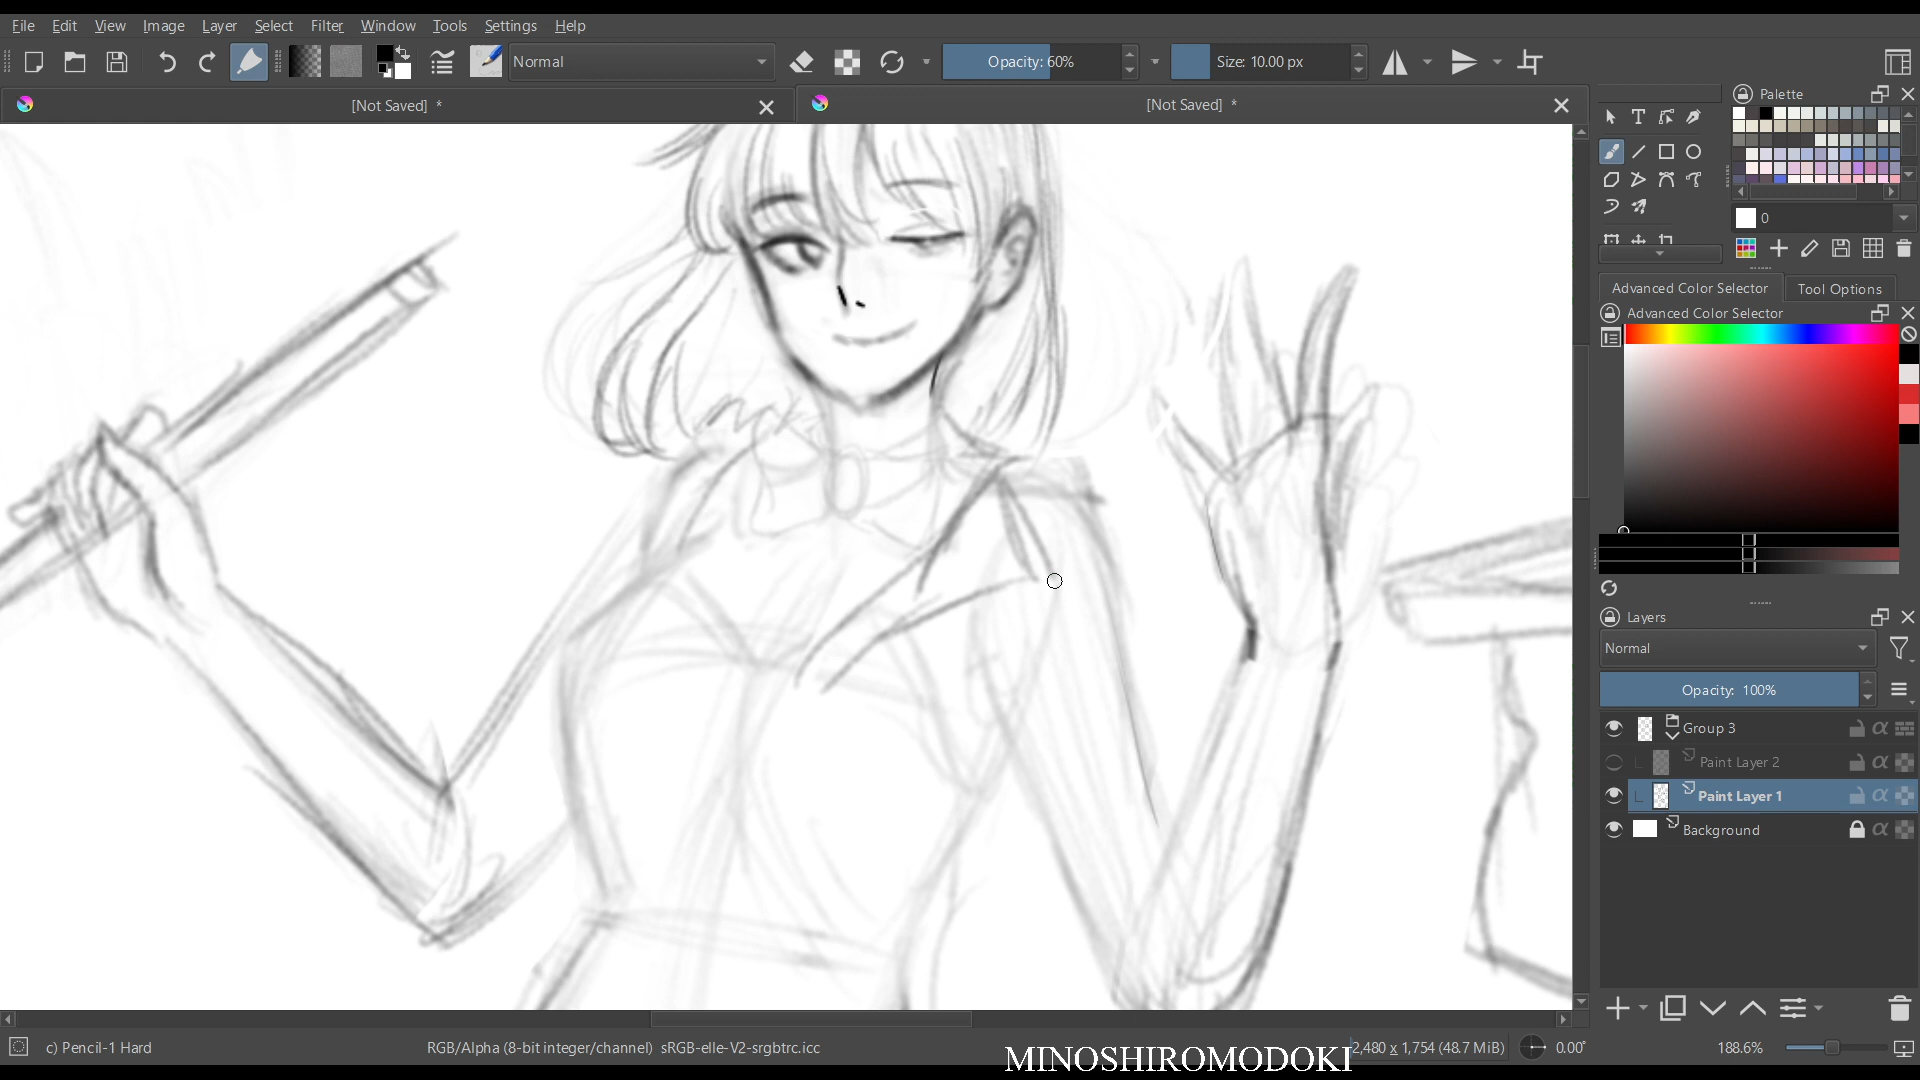 File Edit View Image Layer Select Filter Window Tools Settings Help
Normal Opacity: 60% Size: 10.00 px
[Not Saved] * [Not Saved] *
Palette
0
Advanced Color Selector Tool Options
Advanced Color Selector
Layers
Normal
Opacity: 100%
Group 3
Paint Layer 2
Paint Layer 1
Background
c) Pencil-1 Hard RGB/Alpha (8-bit integer/channel) sRGB-elle-V2-srgbtrc.icc 2,480 x 1,754 (48.7 MiB) 0.00° 188.6%
MINOSHIROMODOKI